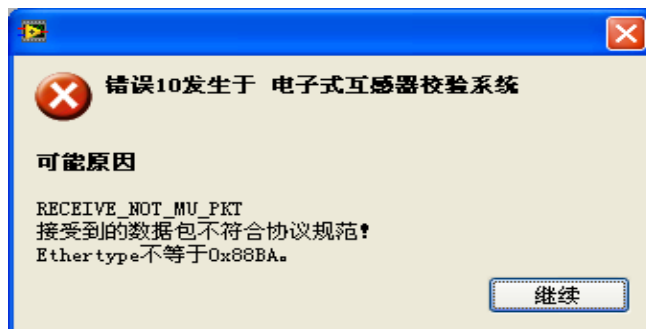 错误10发生于 电子式互感器校验系统
可能原因
RECEIVE_NOT_MU_PKT
接受到的数据包不符合协议规范！
Ethertype不等于0x88BA。
继续